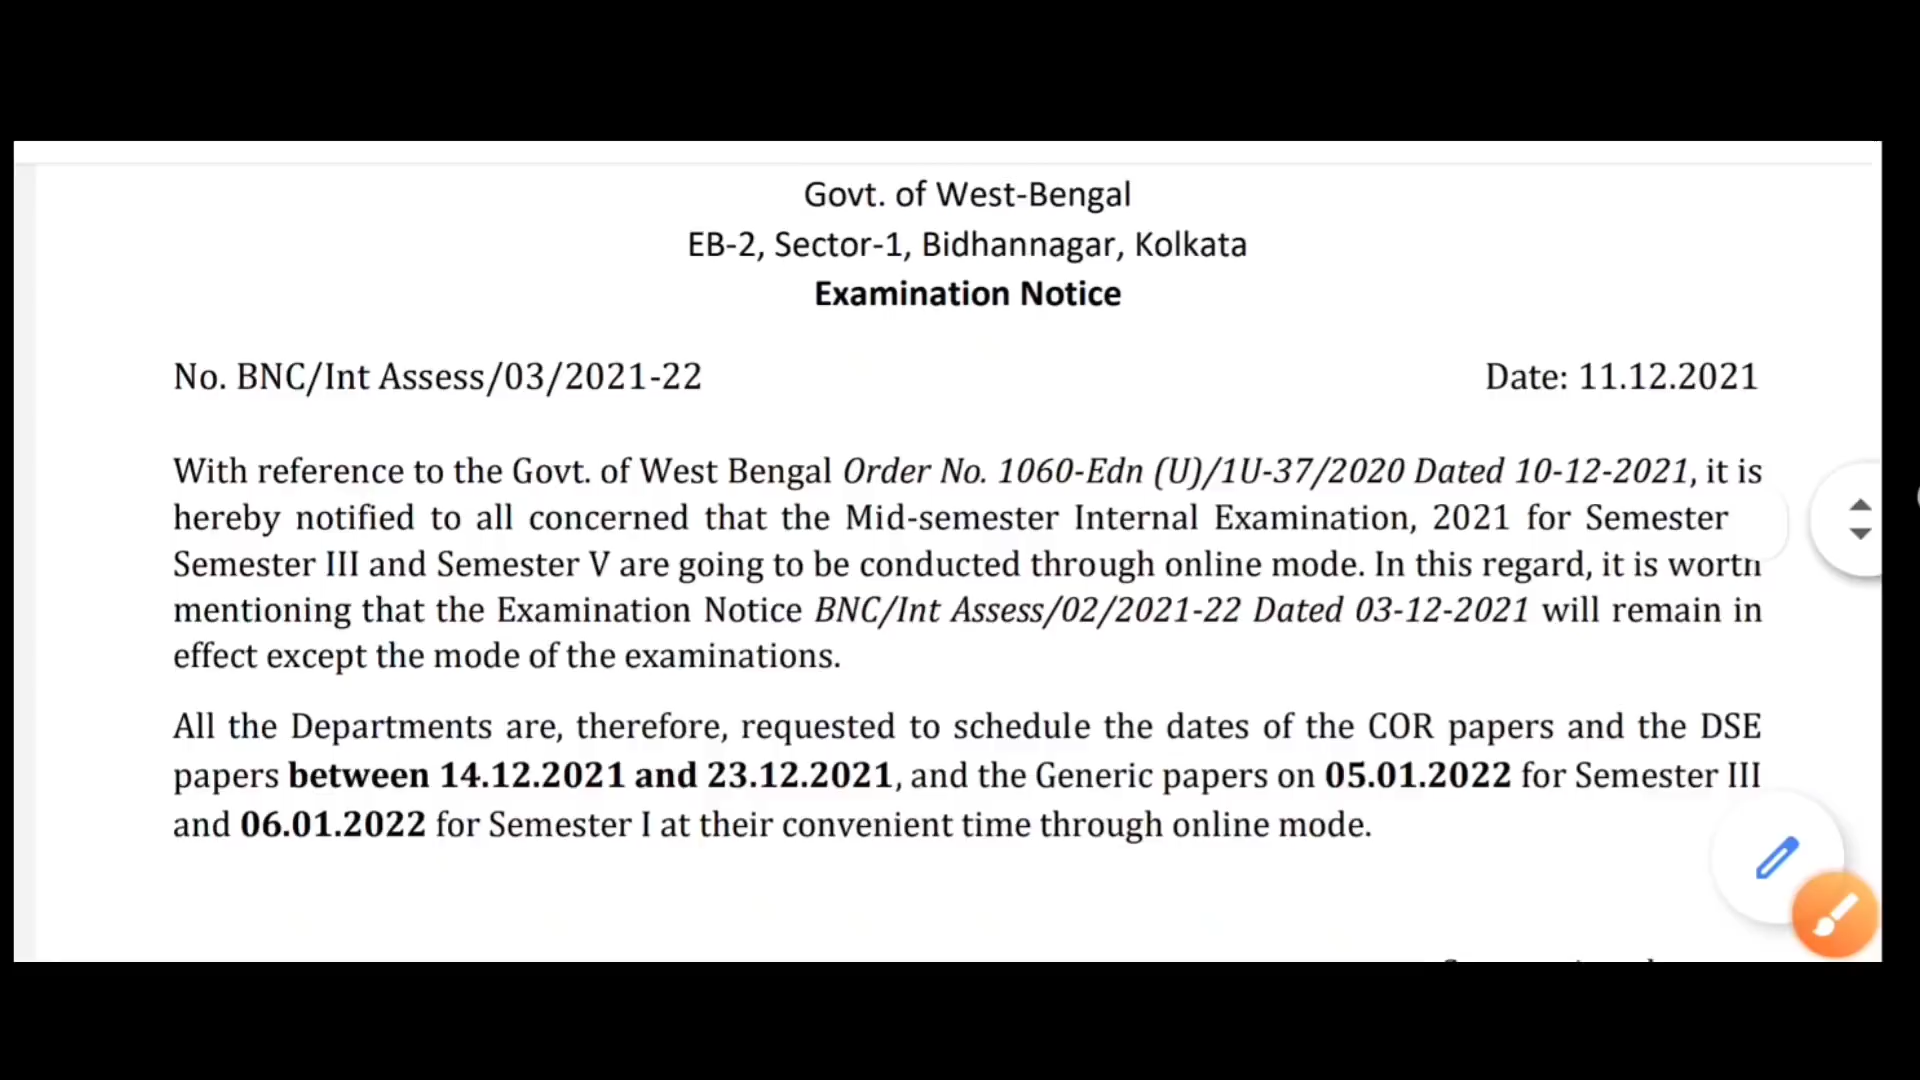 Govt. of West-Bengal
EB-2, Sector-1, Bidhannagar, Kolkata
Examination Notice
No. BNC/Int Assess/03/2021-22 Date: 11.12.2021
With reference to the Govt. of West Bengal Order No. 1060-Edn (U)/1U-37/2020 Dated 10-12-2021, it is
hereby notified to all concerned that the Mid-semester Internal Examination, 2021 for Semester
Semester III and Semester V are going to be conducted through online mode. In this regard, it is worth
mentioning that the Examination Notice BNC/Int Assess/02/2021-22 Dated 03-12-2021 will remain in
effect except the mode of the examinations.
All the Departments are, therefore, requested to schedule the dates of the COR papers and the DSE
papers between 14.12.2021 and 23.12.2021, and the Generic papers on 05.01.2022 for Semester III
and 06.01.2022 for Semester I at their convenient time through online mode.